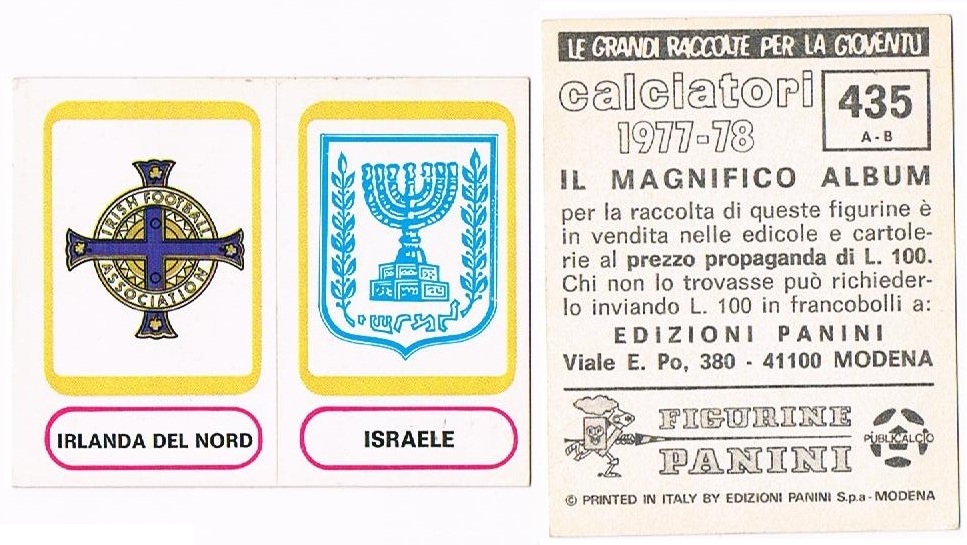 IRISH FOOTBALL
ASSOCIATION
IRLANDA DEL NORD
ISRAELE
LE GRANDI RACCOLTE PER LA GIOVENTU
calciatori
1977-78
435
A-B
IL MAGNIFICO ALBUM
per la raccolta di queste figurine è
in vendita nelle edicole e cartole-
rie al prezzo propaganda di L. 100.
Chi non lo trovasse può richieder-
lo inviando L. 100 in francobolli a:
EDIZIONI PANINI
Viale E. Po, 380 - 41100 MODENA
FIGURINE
PANINI
PUBLICALCIO
© PRINTED IN ITALY BY EDIZIONI PANINI S.p.a - MODENA